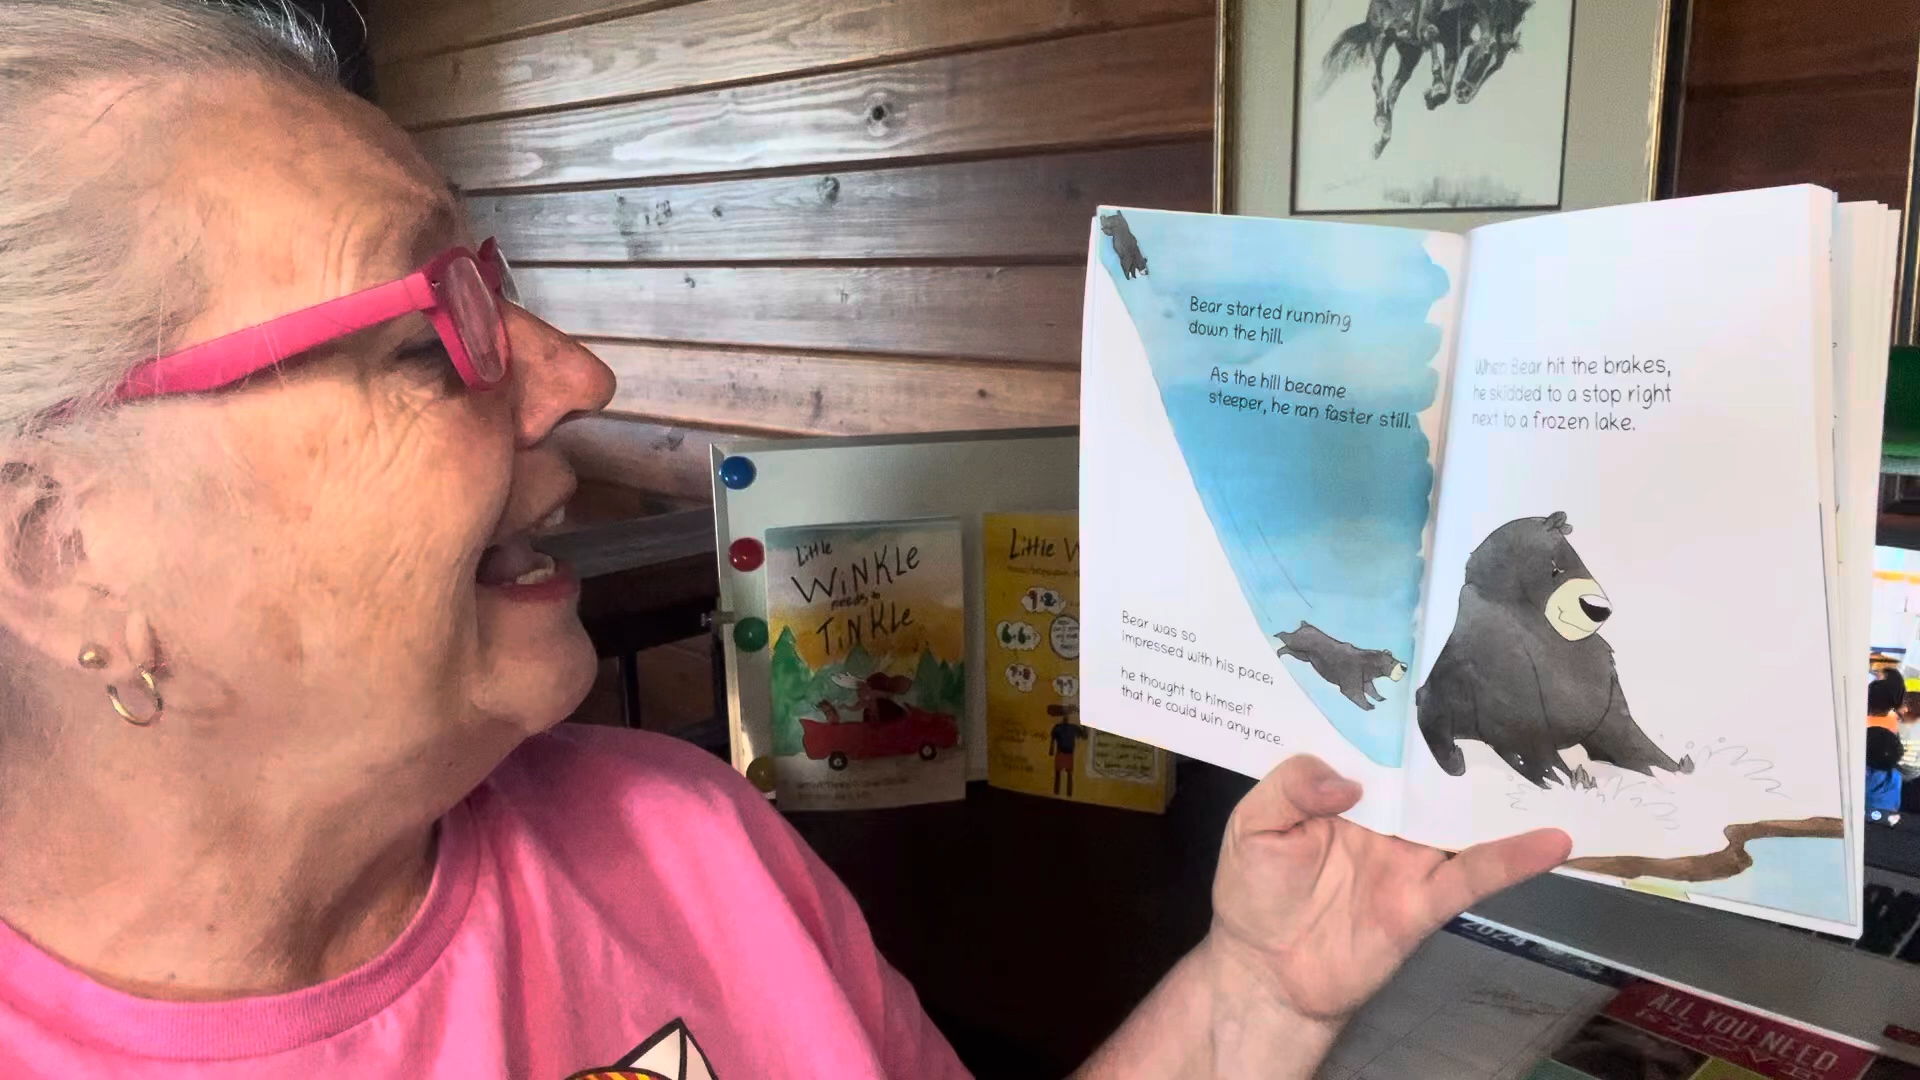 Bear started running
down the hill.
As the hill became
steeper, he ran faster still.
Bear was so
impressed with his pace,
he thought to himself
that he could win any race.
When Bear hit the brakes,
he skidded to a stop right
next to a frozen lake.
Little
WiNKLe
needs to
TiNKLe
Little W
2024
ALL YOU NEED